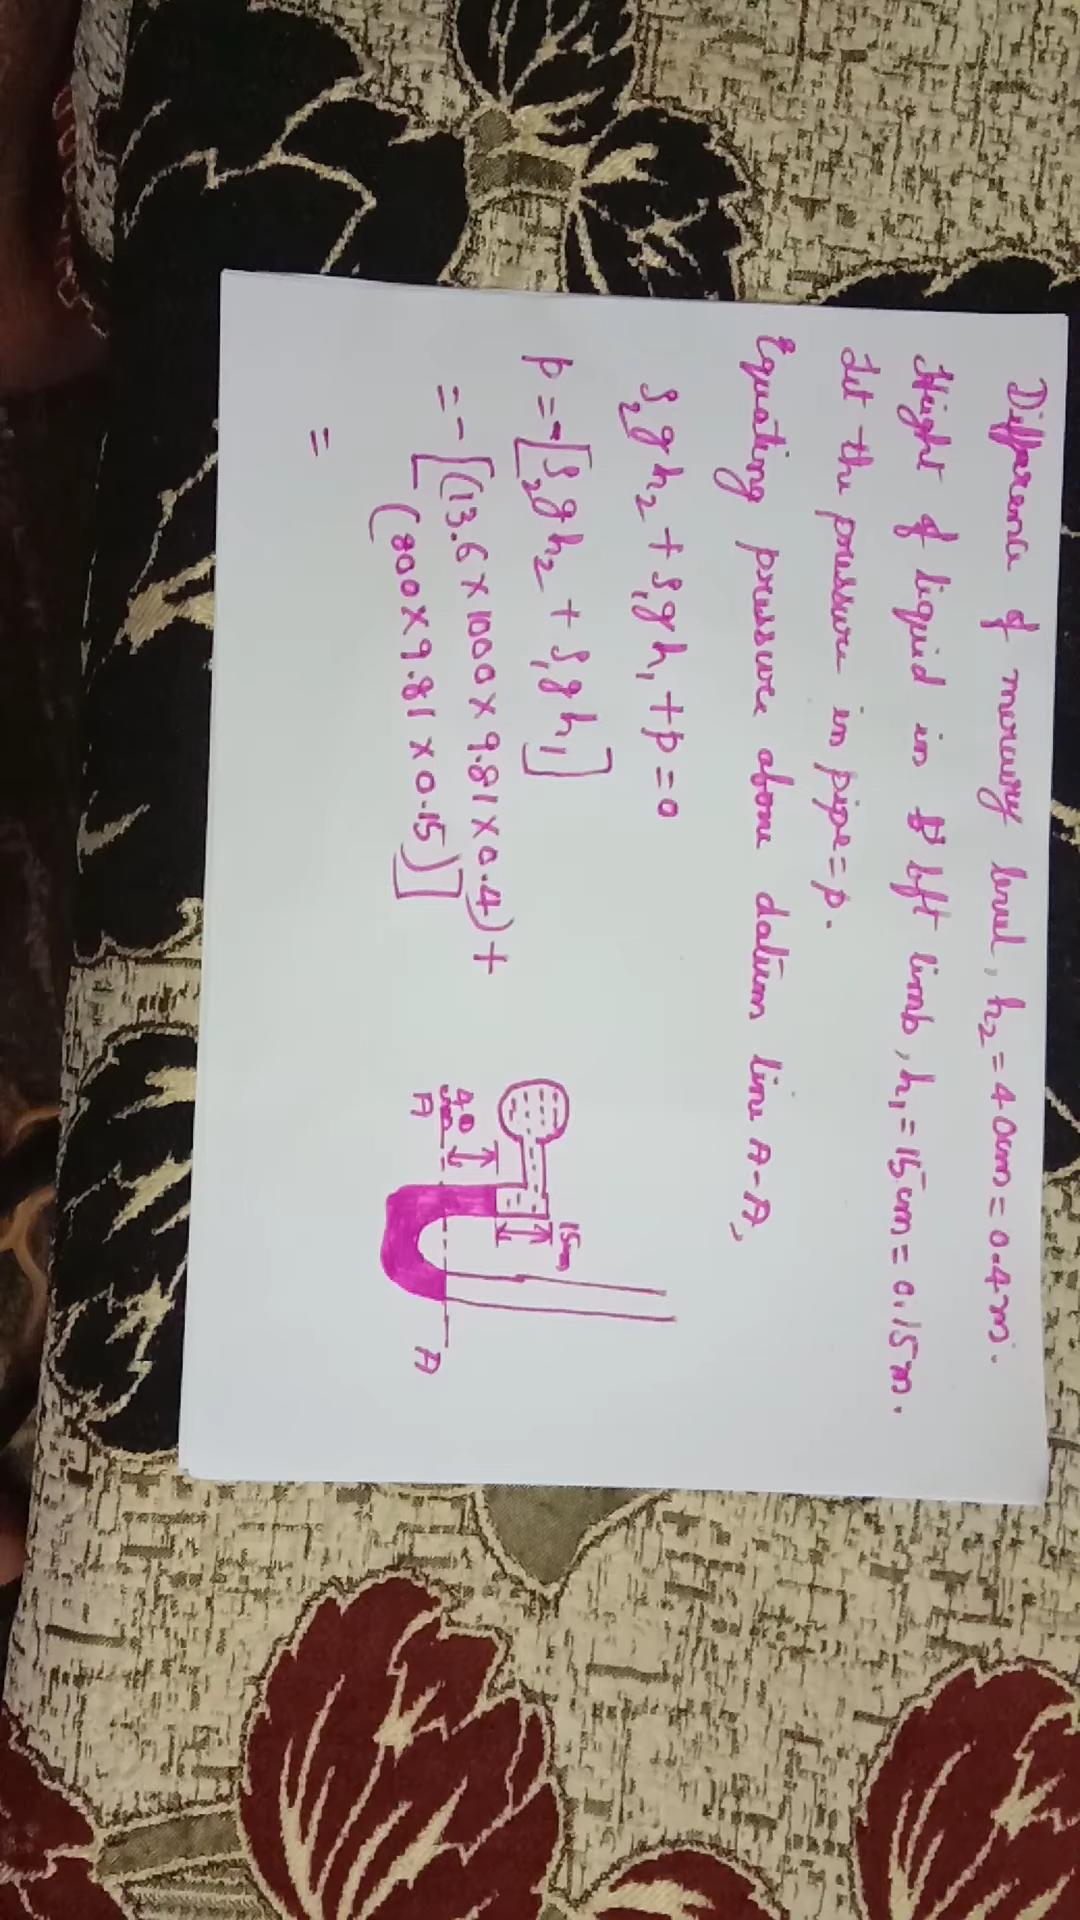 Difference of mercury level, h₂ = 40cm = 0.4m.
Height of liquid in left limb, h₁ = 15cm = 0.15m.
Let the pressure in pipe = p.
Equating pressure above datum line A-A,
ρ₂gh₂ + ρ₁gh₁ + p = 0
p = -[ρ₂gh₂ + ρ₁gh₁]
= -[(13.6 × 1000 × 9.81 × 0.4) +
(800 × 9.81 × 0.15)]
=
15cm
40
cm
A
A